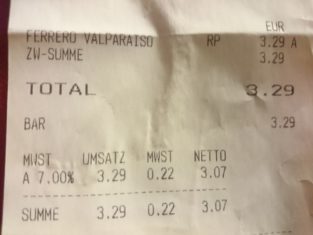 EUR
FERRERO VALPARAISO RP 3.29 A
ZW-SUMME 3.29
TOTAL 3.29
BAR 3.29
MWST UMSATZ MWST NETTO
A 7.00% 3.29 0.22 3.07
SUMME 3.29 0.22 3.07